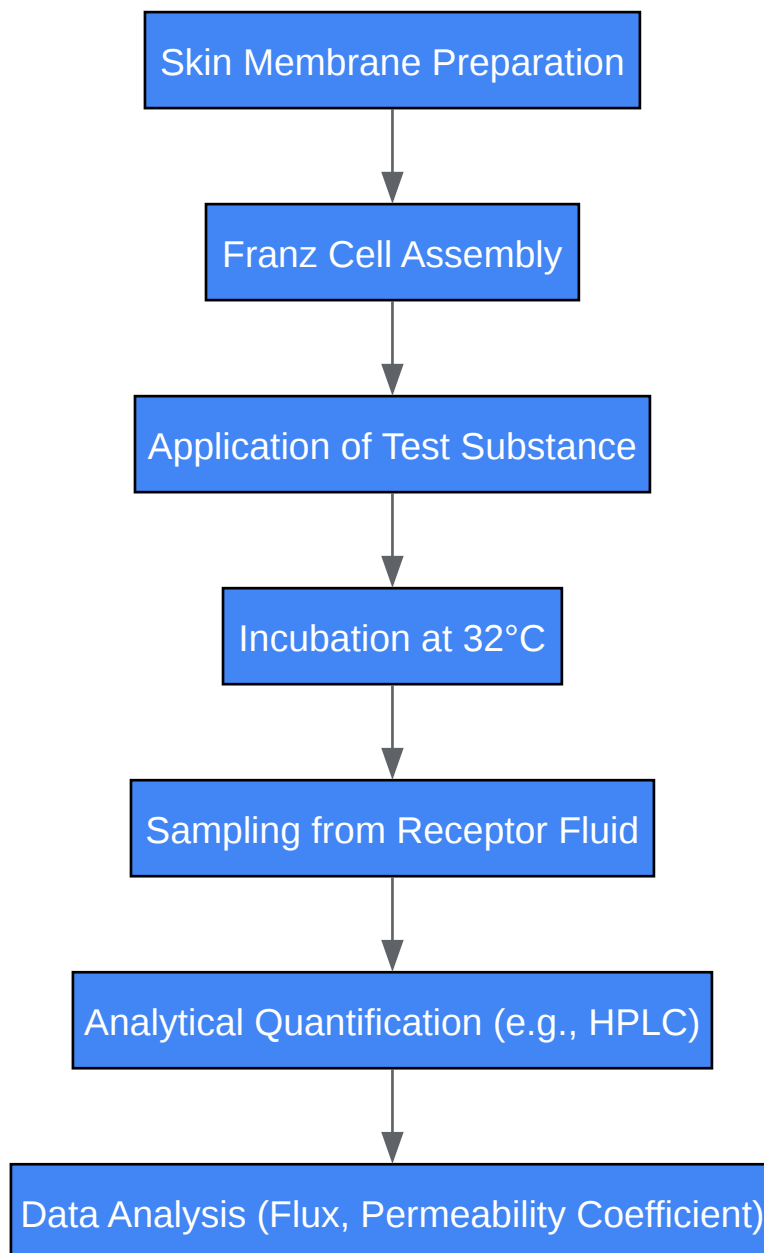 Skin Membrane Preparation
Franz Cell Assembly
Application of Test Substance
Incubation at 32°C
Sampling from Receptor Fluid
Analytical Quantification (e.g., HPLC)
Data Analysis (Flux, Permeability Coefficient)